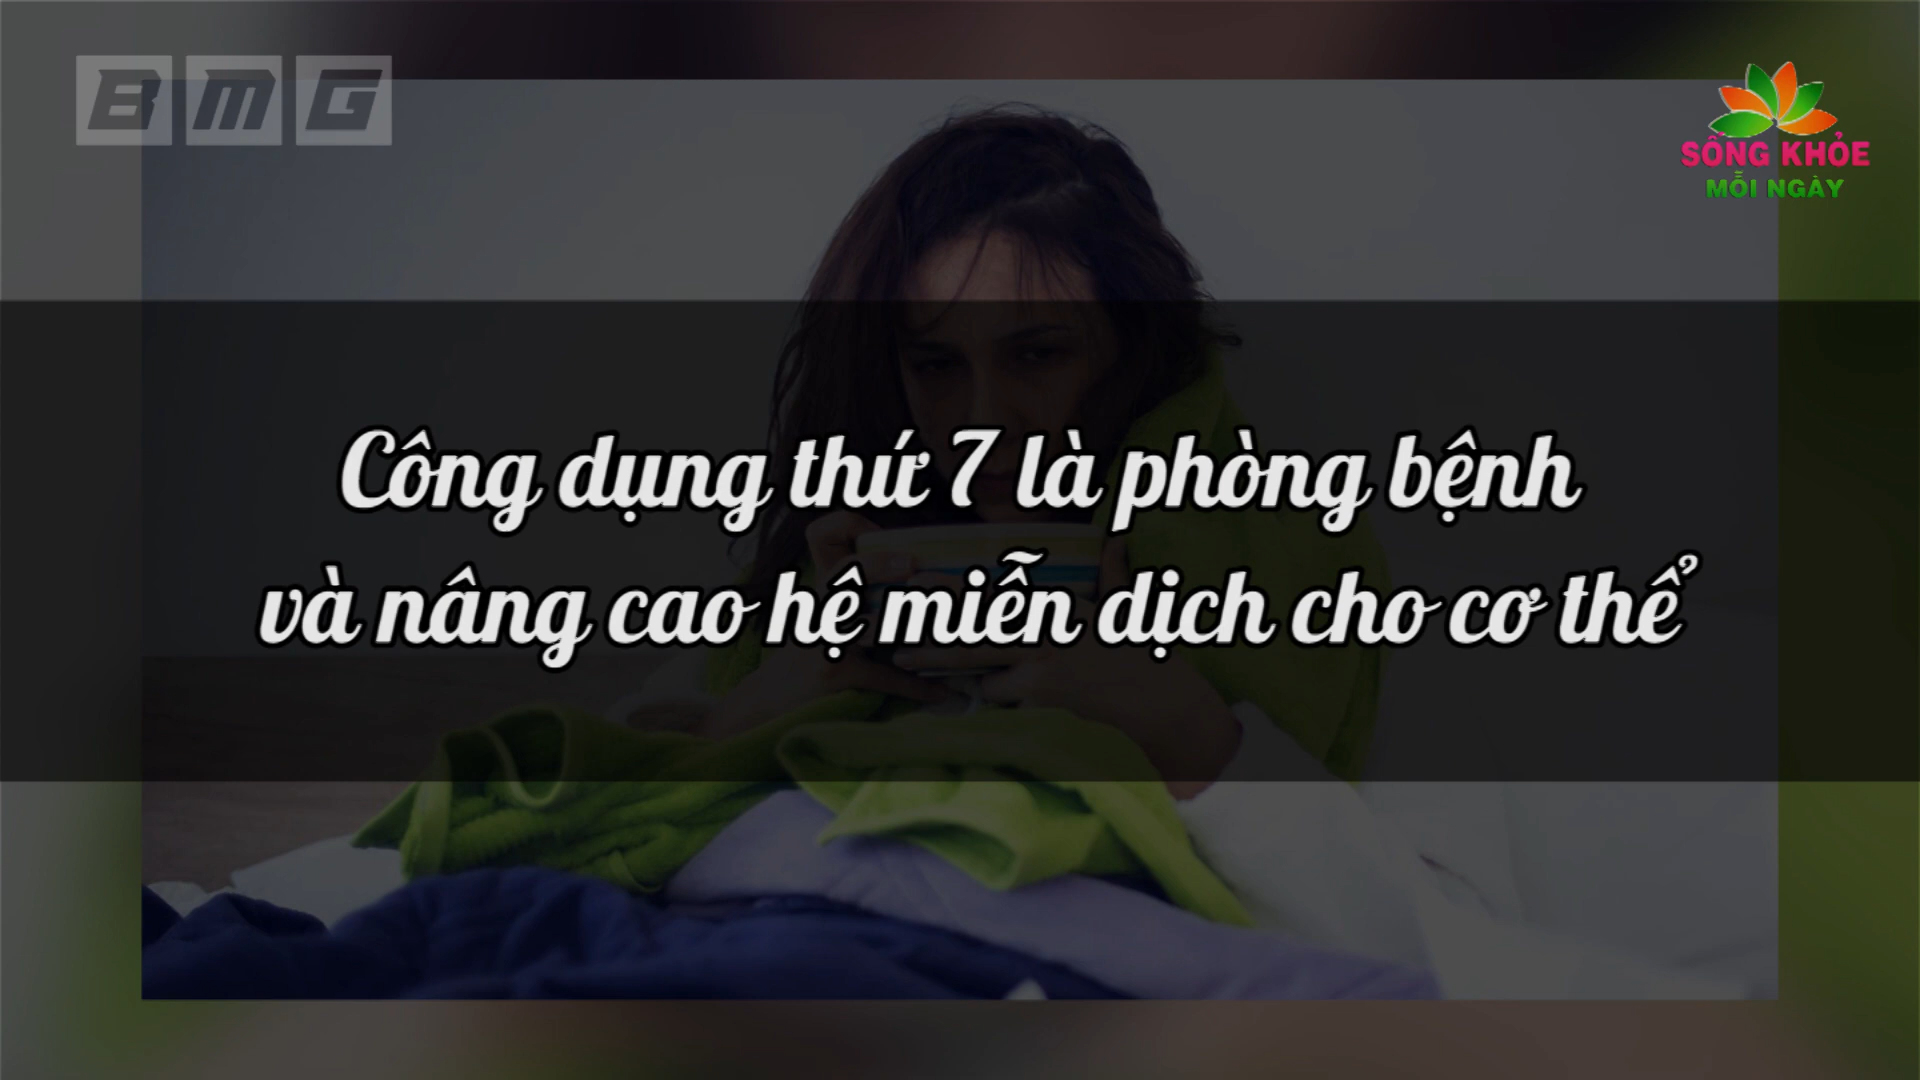 BMG
SỐNG KHỎE
MỖI NGÀY
Công dụng thứ 7 là phòng bệnh
và nâng cao hệ miễn dịch cho cơ thể